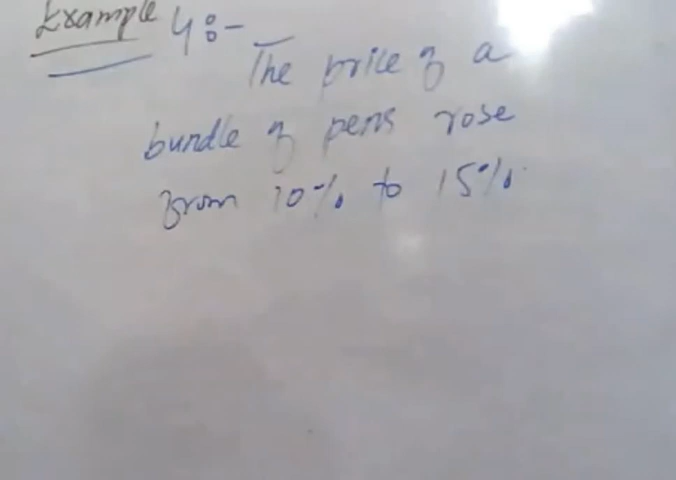 Example 4:-
The price of a
bundle of pens rose
from 10% to 15%.